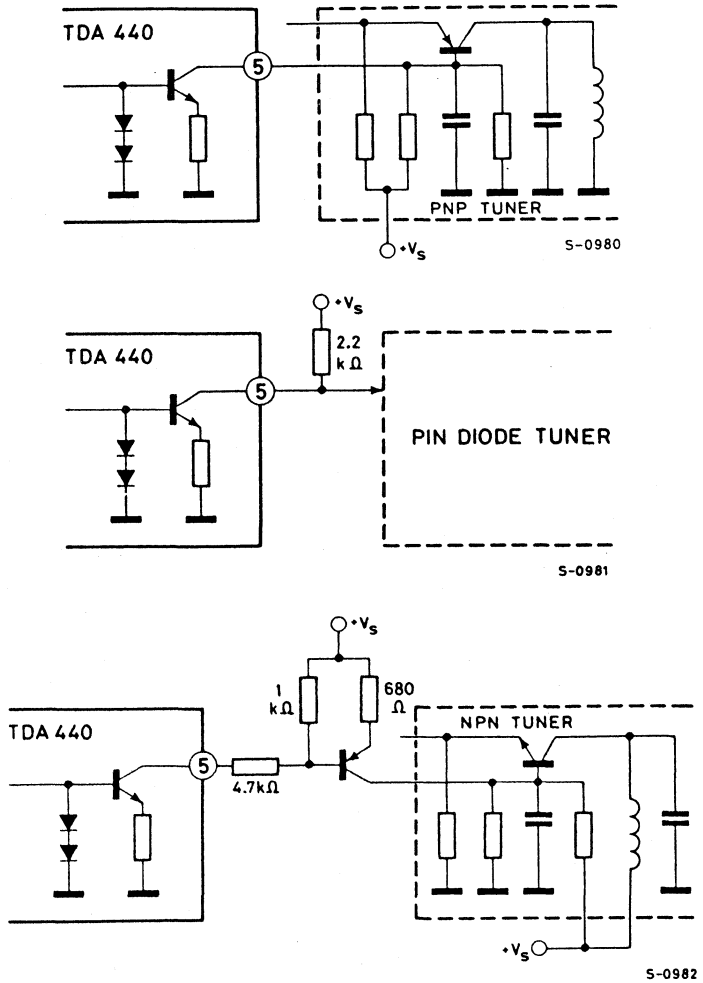 TDA 440
5
PNP TUNER
+Vs
S-0980
+Vs
TDA 440
2.2
kΩ
5
PIN DIODE TUNER
S-0981
+Vs
1
kΩ
680
Ω
TDA 440
NPN TUNER
5
4.7kΩ
+Vs
S-0982